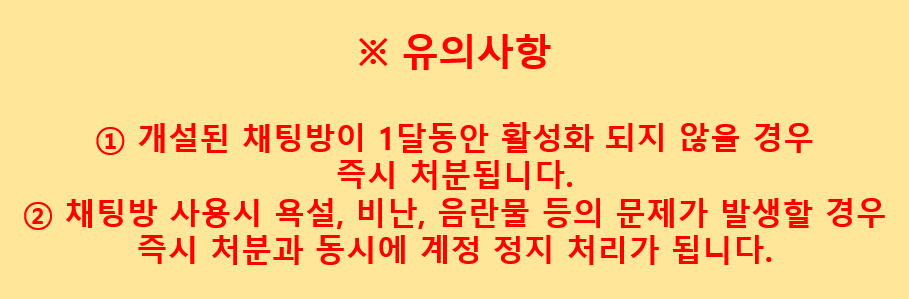 ※ 유의사항
① 개설된 채팅방이 1달동안 활성화 되지 않을 경우
즉시 처분됩니다.
② 채팅방 사용시 욕설, 비난, 음란물 등의 문제가 발생할 경우
즉시 처분과 동시에 계정 정지 처리가 됩니다.